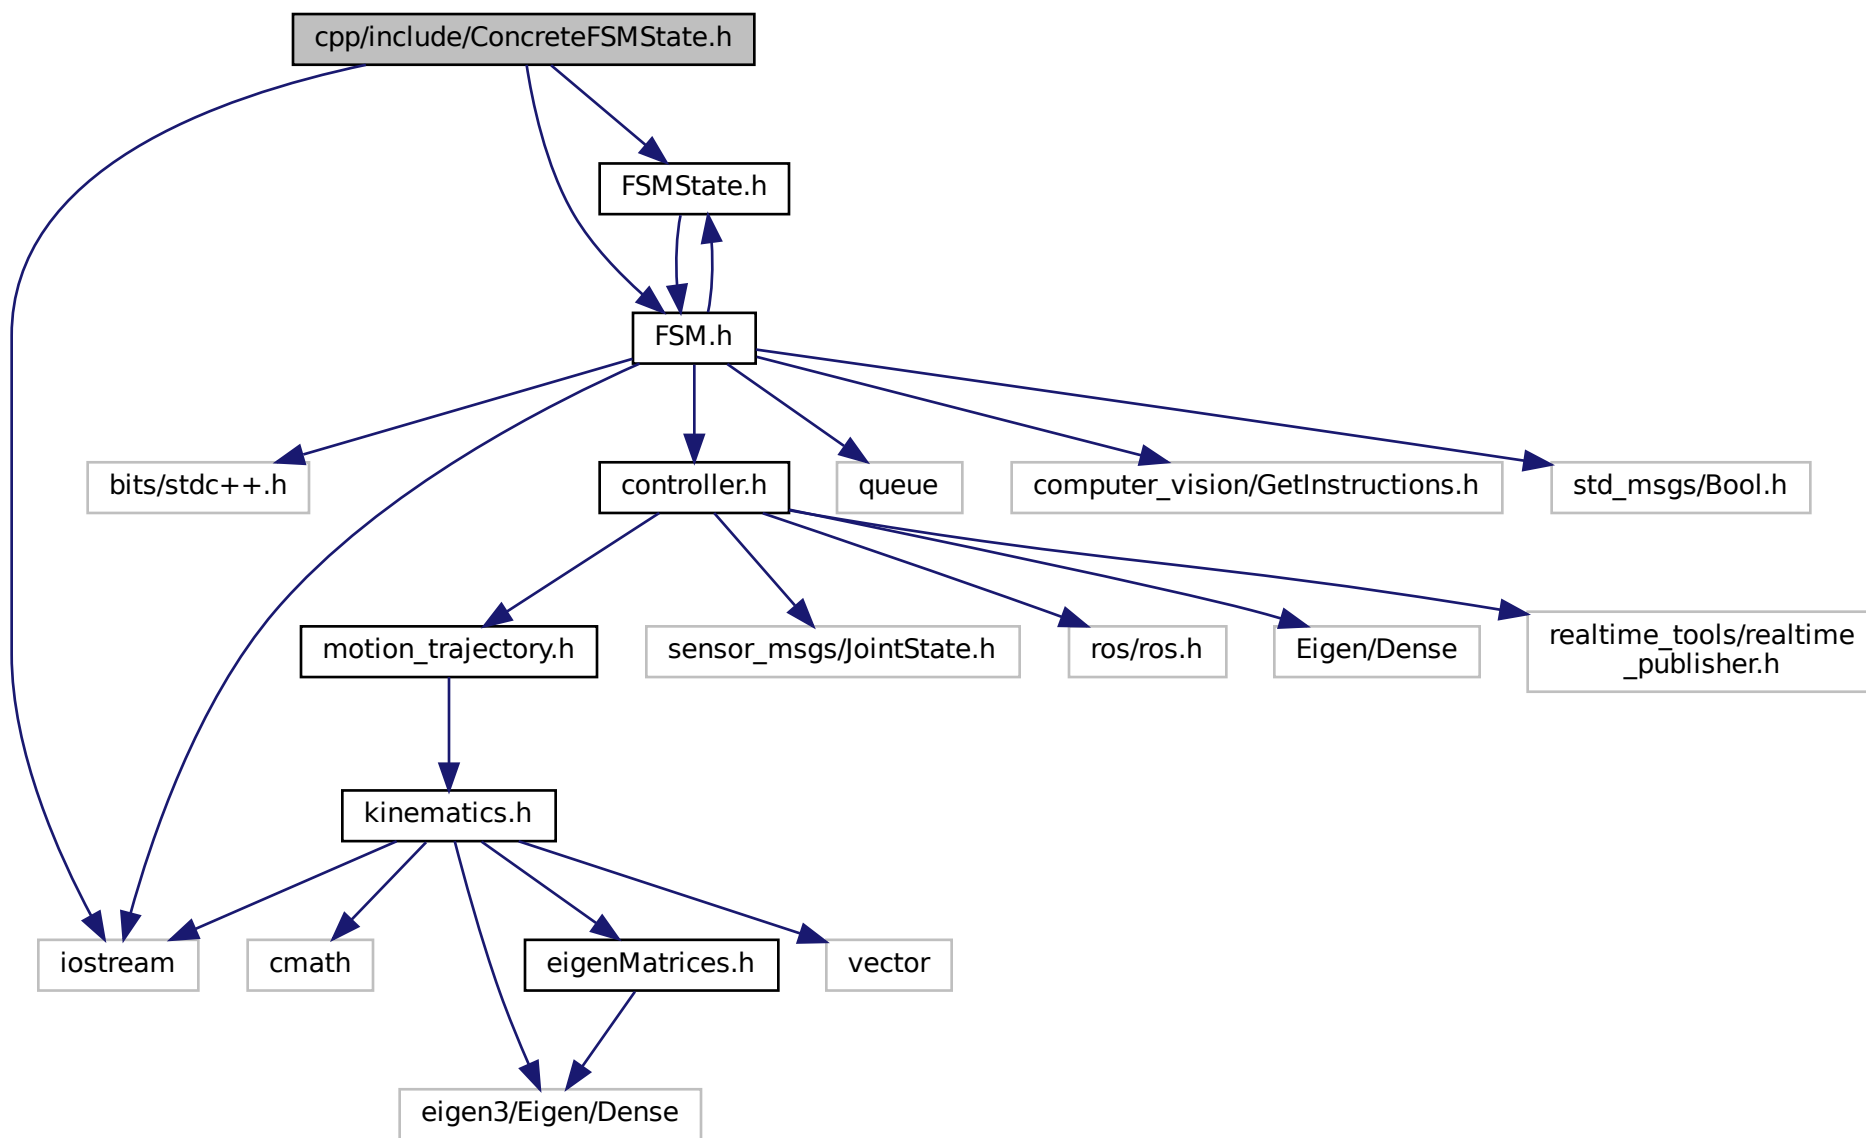 cpp/include/ConcreteFSMState.h
FSMState.h
FSM.h
bits/stdc++.h
controller.h
queue
computer_vision/GetInstructions.h
std_msgs/Bool.h
motion_trajectory.h
sensor_msgs/JointState.h
ros/ros.h
Eigen/Dense
realtime_tools/realtime
_publisher.h
kinematics.h
iostream
cmath
eigenMatrices.h
vector
eigen3/Eigen/Dense